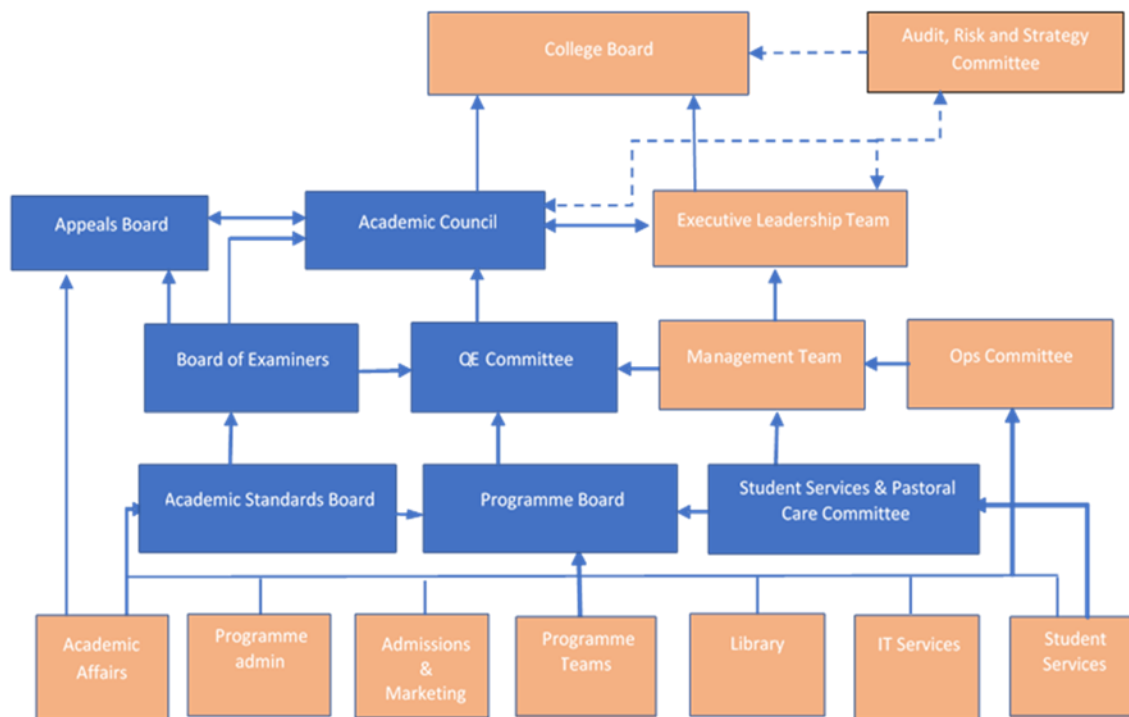 College Board
Audit, Risk and Strategy
Committee
Appeals Board
Academic Council
Executive Leadership Team
Board of Examiners
QE Committee
Management Team
Ops Committee
Academic Standards Board
Programme Board
Student Services & Pastoral
Care Committee
Academic
Affairs
Programme
admin
Admissions
&
Marketing
Programme
Teams
Library
IT Services
Student
Services